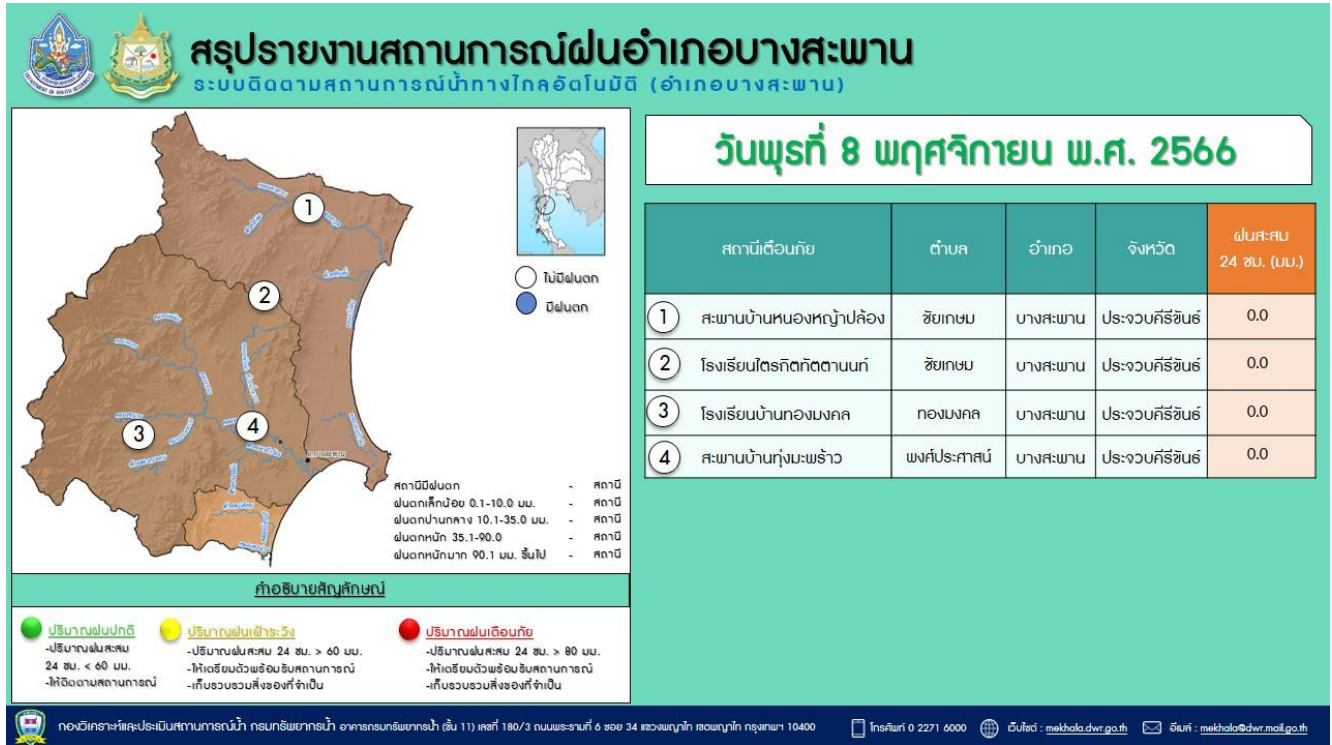 สรุปรายงานสถานการณ์ฝนอำเภอบางสะพาน
ระบบติดตามสถานการณ์น้ำทางไกลอัตโนมัติ (อำเภอบางสะพาน)
วันพุธที่ 8 พฤศจิกายน พ.ศ. 2566
1
2
3
4
อ.บางสะพาน
ไม่มีฝนตก
มีฝนตก
สถานีมีฝนตก - สถานี
ฝนตกเล็กน้อย 0.1-10.0 มม. - สถานี
ฝนตกปานกลาง 10.1-35.0 มม. - สถานี
ฝนตกหนัก 35.1-90.0 - สถานี
ฝนตกหนักมาก 90.1 มม. ขึ้นไป - สถานี
สถานีเตือนภัย ตำบล อำเภอ จังหวัด ฝนสะสม
24 ชม. (มม.)
1 สะพานบ้านหนองหญ้าปล้อง ชัยเกษม บางสะพาน ประจวบคีรีขันธ์ 0.0
2 โรงเรียนไตรกิตทัตตานนท์ ชัยเกษม บางสะพาน ประจวบคีรีขันธ์ 0.0
3 โรงเรียนบ้านทองมงคล ทองมงคล บางสะพาน ประจวบคีรีขันธ์ 0.0
4 สะพานบ้านทุ่งมะพร้าว พงศ์ประศาสน์ บางสะพาน ประจวบคีรีขันธ์ 0.0
คำอธิบายสัญลักษณ์
ปริมาณฝนปกติ
-ปริมาณฝนสะสม
24 ชม. < 60 มม.
-ให้ติดตามสถานการณ์
ปริมาณฝนเฝ้าระวัง
-ปริมาณฝนสะสม 24 ชม. > 60 มม.
-ให้เตรียมตัวพร้อมรับสถานการณ์
-เก็บรวบรวมสิ่งของที่จำเป็น
ปริมาณฝนเตือนภัย
-ปริมาณฝนสะสม 24 ชม. > 80 มม.
-ให้เตรียมตัวพร้อมรับสถานการณ์
-เก็บรวบรวมสิ่งของที่จำเป็น
กองวิเคราะห์และประเมินสถานการณ์น้ำ กรมทรัพยากรน้ำ อาคารกรมทรัพยากรน้ำ (ชั้น 11) เลขที่ 180/3 ถนนพระรามที่ 6 ซอย 34 แขวงพญาไท เขตพญาไท กรุงเทพฯ 10400 โทรศัพท์ 0 2271 6000 เว็บไซต์ : mekhala.dwr.go.th อีเมล์ : mekhala@dwr.mail.go.th